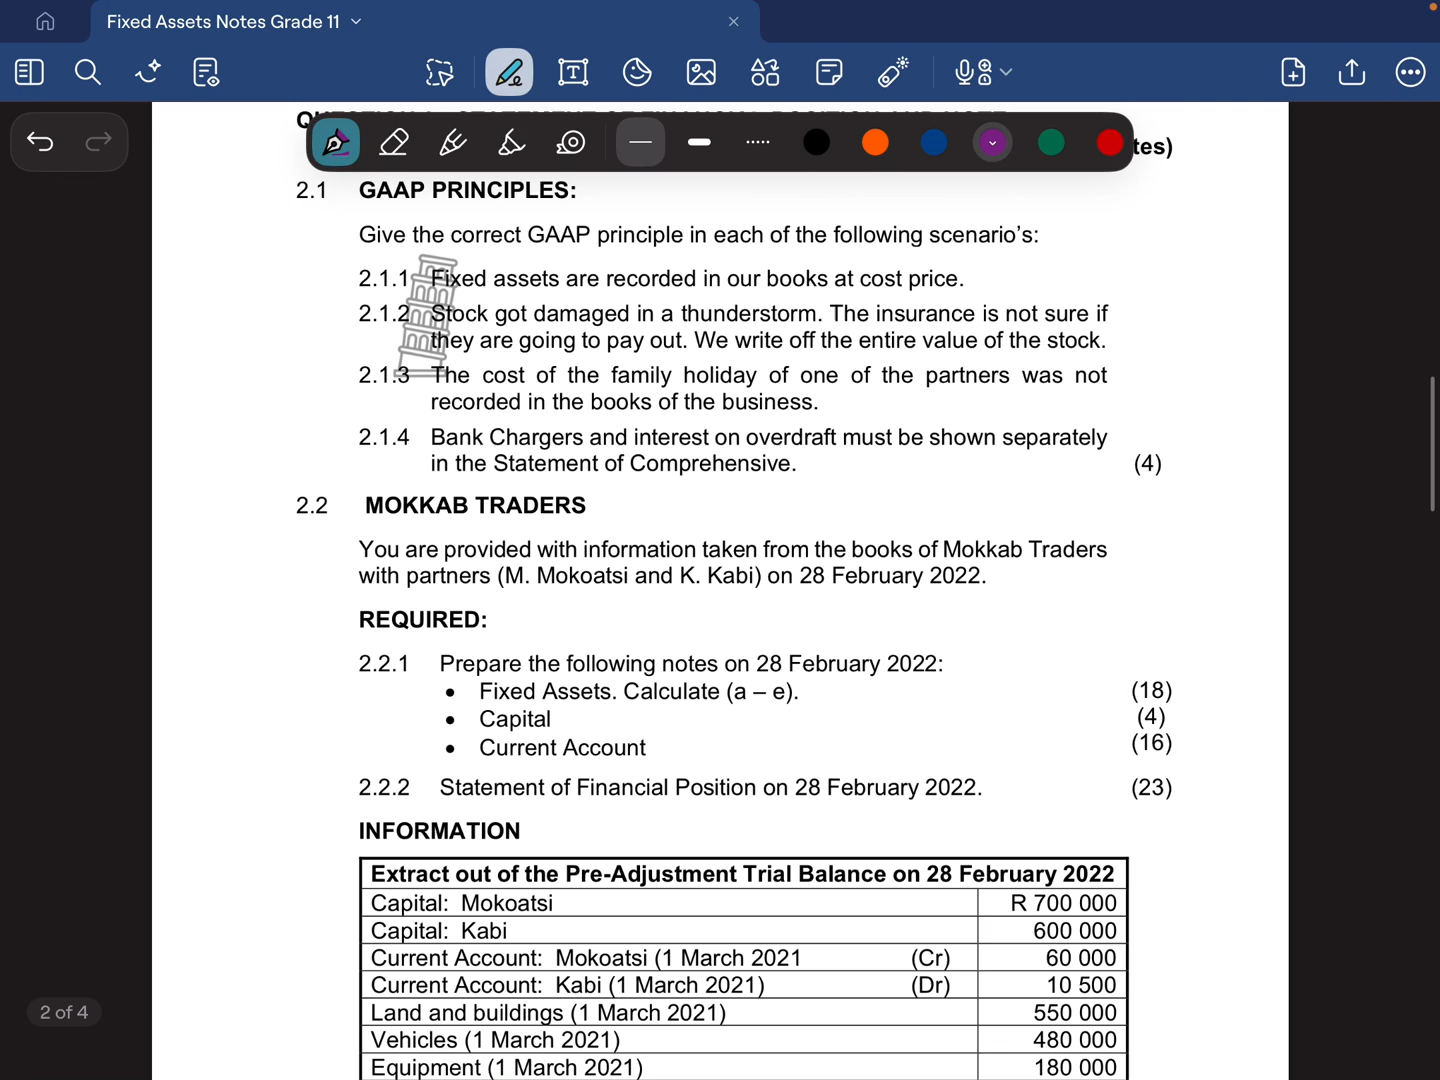 Fixed Assets Notes Grade 11
tes)
2.1 GAAP PRINCIPLES:
Give the correct GAAP principle in each of the following scenario’s:
2.1.1 Fixed assets are recorded in our books at cost price.
2.1.2 Stock got damaged in a thunderstorm. The insurance is not sure if
they are going to pay out. We write off the entire value of the stock.
2.1.3 The cost of the family holiday of one of the partners was not
recorded in the books of the business.
2.1.4 Bank Chargers and interest on overdraft must be shown separately
in the Statement of Comprehensive. (4)
2.2 MOKKAB TRADERS
You are provided with information taken from the books of Mokkab Traders
with partners (M. Mokoatsi and K. Kabi) on 28 February 2022.
REQUIRED:
2.2.1 Prepare the following notes on 28 February 2022:
• Fixed Assets. Calculate (a – e). (18)
• Capital (4)
• Current Account (16)
2.2.2 Statement of Financial Position on 28 February 2022. (23)
INFORMATION
Extract out of the Pre-Adjustment Trial Balance on 28 February 2022
Capital: Mokoatsi R 700 000
Capital: Kabi 600 000
Current Account: Mokoatsi (1 March 2021 (Cr) 60 000
Current Account: Kabi (1 March 2021) (Dr) 10 500
Land and buildings (1 March 2021) 550 000
Vehicles (1 March 2021) 480 000
Equipment (1 March 2021) 180 000
2 of 4